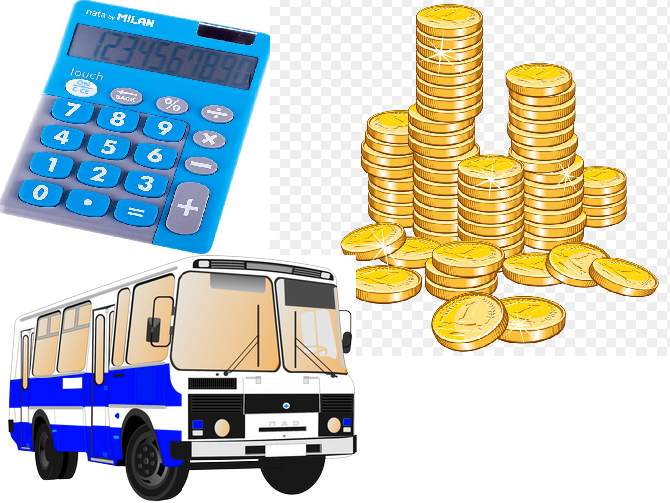 nata by MILAN
1234567890
touch
ON
C·CE
BACK
%
÷
7 8 9 ×
4 5 6 —
1 2 3 +
0 · =
ПАЗ